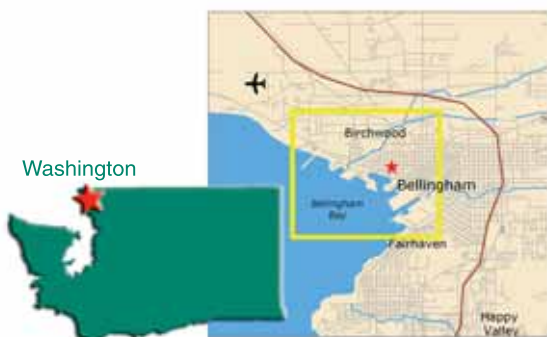 Washington
Birchwood
Bellingham
Bellingham
Bay
Fairhaven
Happy
Valley